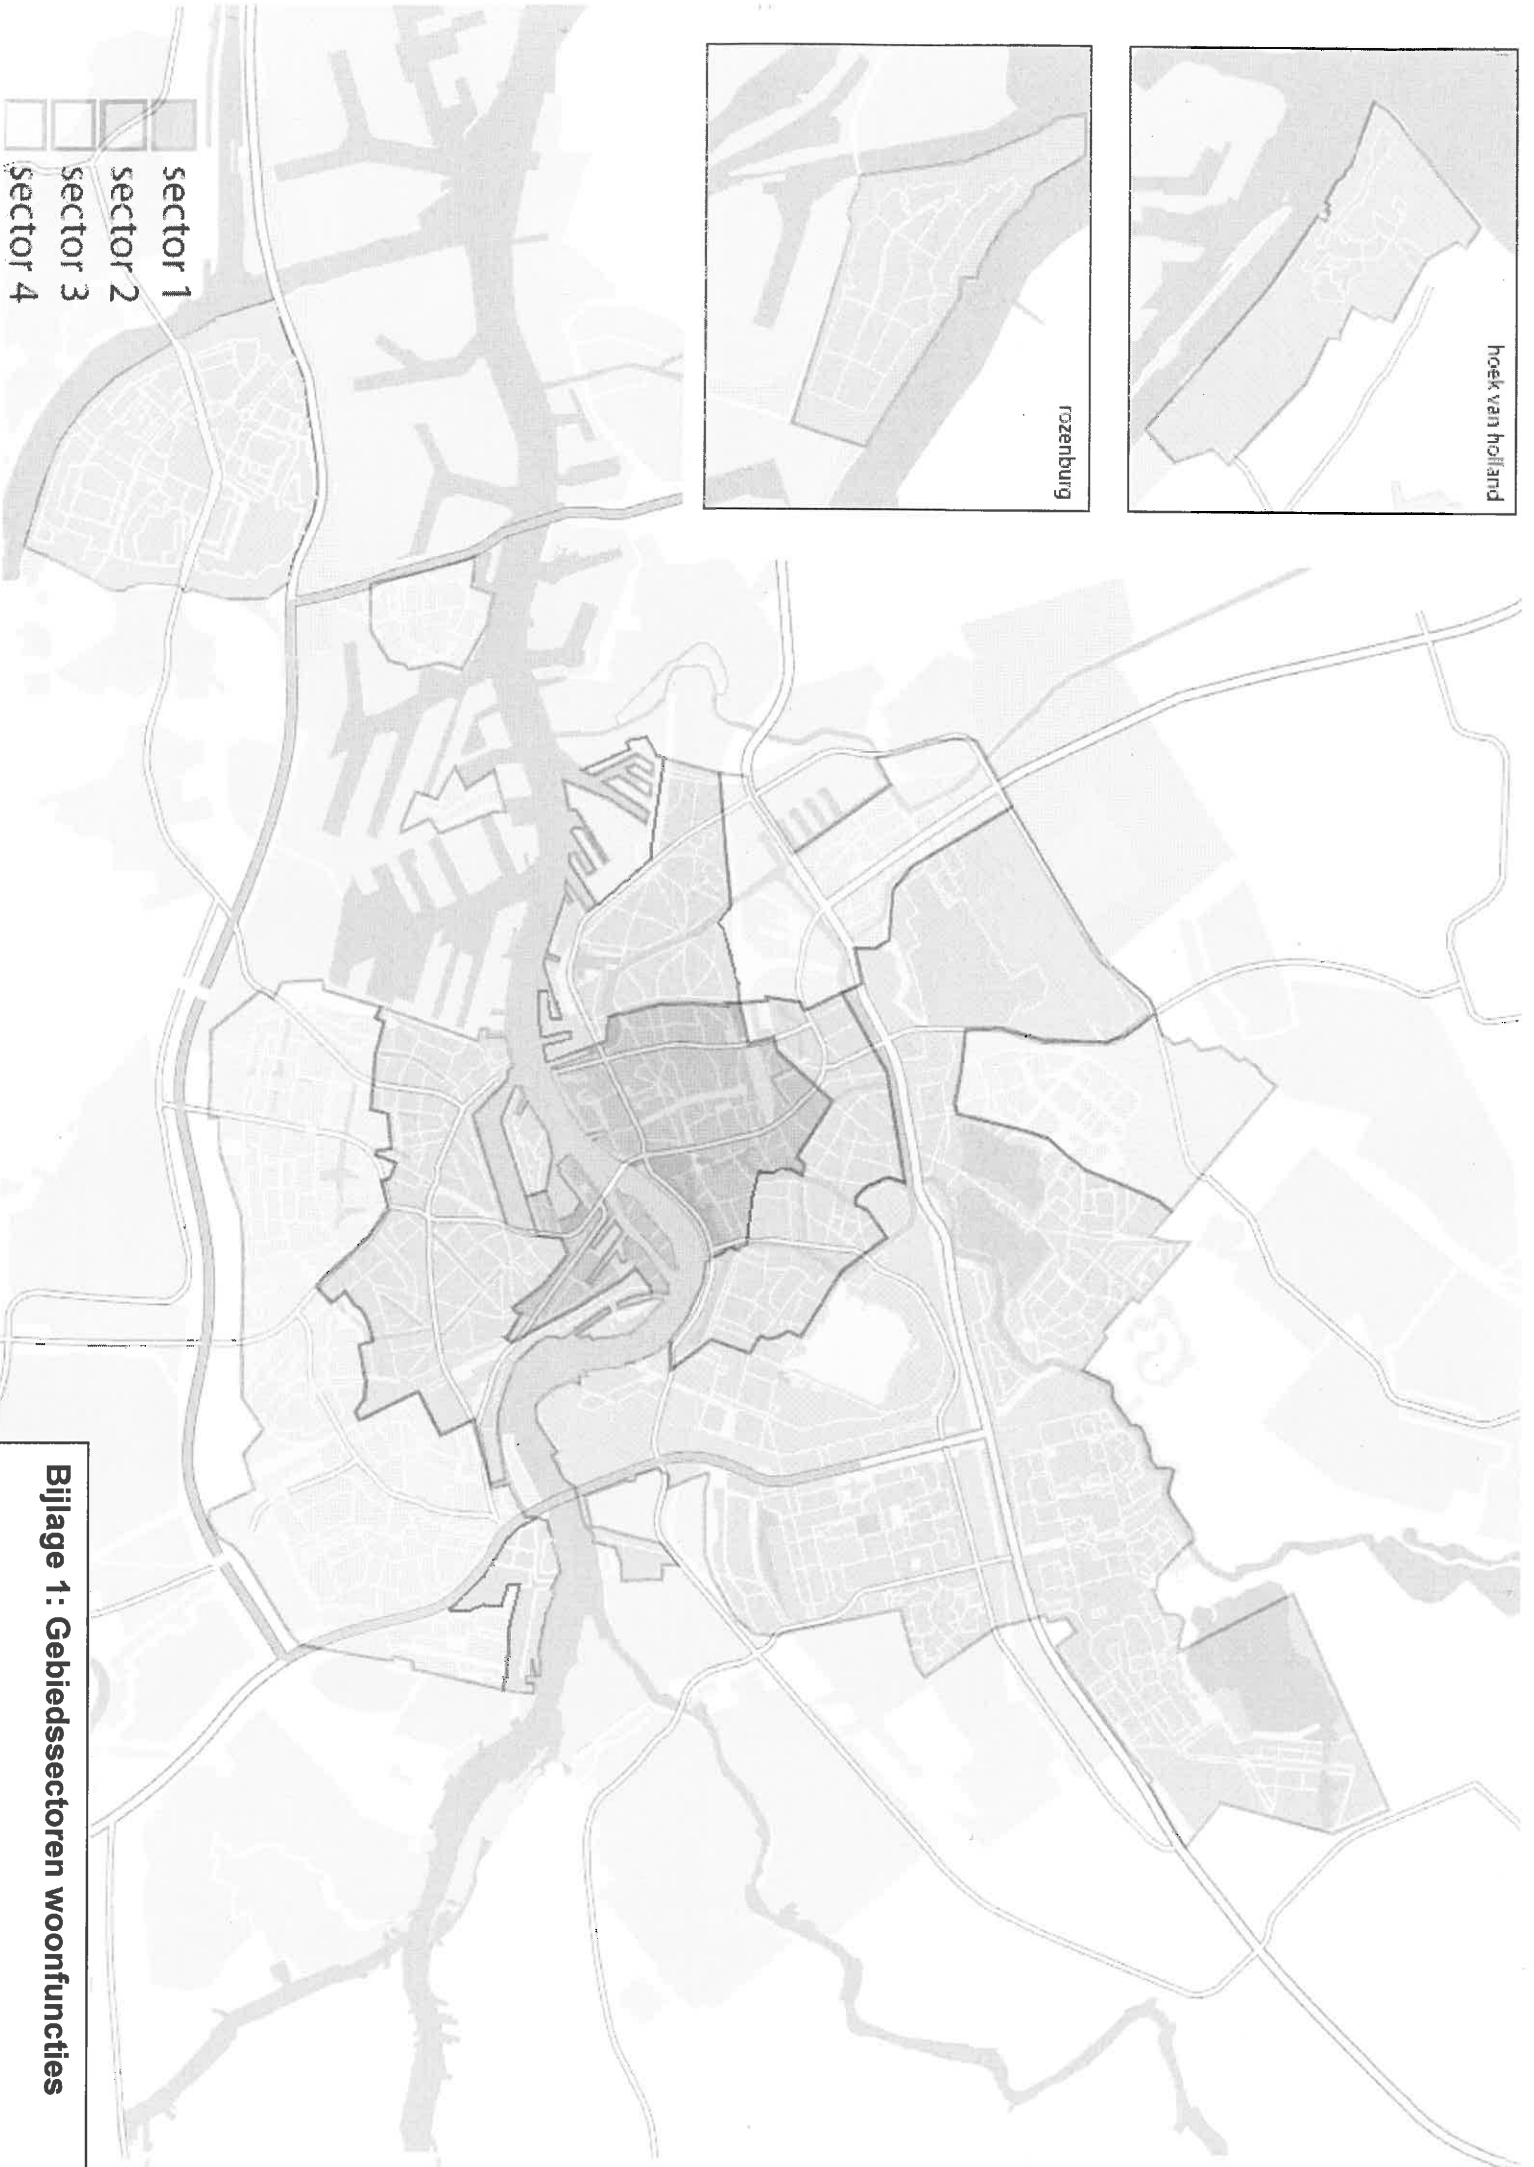 hoek van holland
rozenburg
sector 1
sector 2
sector 3
sector 4
Bijlage 1: Gebiedssectoren woonfuncties